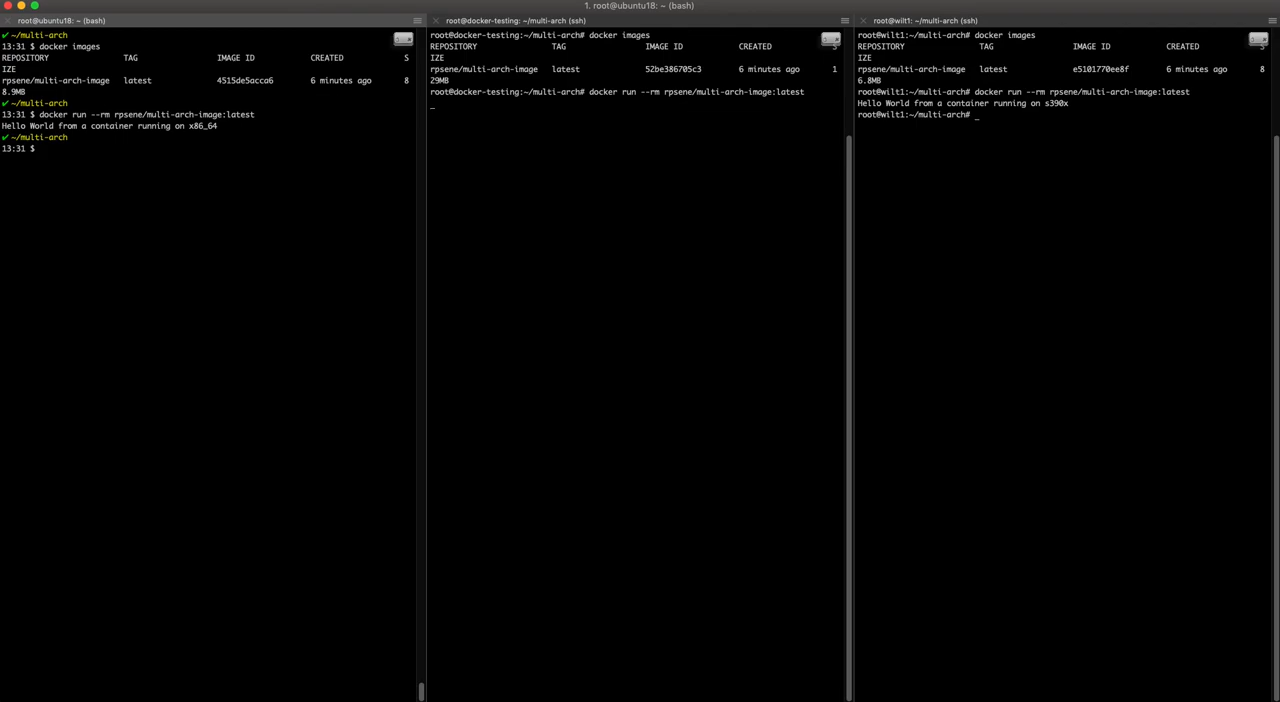 1. root@ubuntu18: ~ (bash)
root@ubuntu18: ~ (bash)
✔ ~/multi-arch
13:31 $ docker images
REPOSITORY TAG IMAGE ID CREATED S
IZE
rpsene/multi-arch-image latest 4515de5acca6 6 minutes ago 8
8.9MB
✔ ~/multi-arch
13:31 $ docker run --rm rpsene/multi-arch-image:latest
Hello World from a container running on x86_64
✔ ~/multi-arch
13:31 $
root@docker-testing: ~/multi-arch (ssh)
root@docker-testing:~/multi-arch# docker images
REPOSITORY TAG IMAGE ID CREATED S
IZE
rpsene/multi-arch-image latest 52be386705c3 6 minutes ago 1
29MB
root@docker-testing:~/multi-arch# docker run --rm rpsene/multi-arch-image:latest
_
root@wilt1: ~/multi-arch (ssh)
root@wilt1:~/multi-arch# docker images
REPOSITORY TAG IMAGE ID CREATED S
IZE
rpsene/multi-arch-image latest e5101770ee8f 6 minutes ago 8
6.8MB
root@wilt1:~/multi-arch# docker run --rm rpsene/multi-arch-image:latest
Hello World from a container running on s390x
root@wilt1:~/multi-arch# _